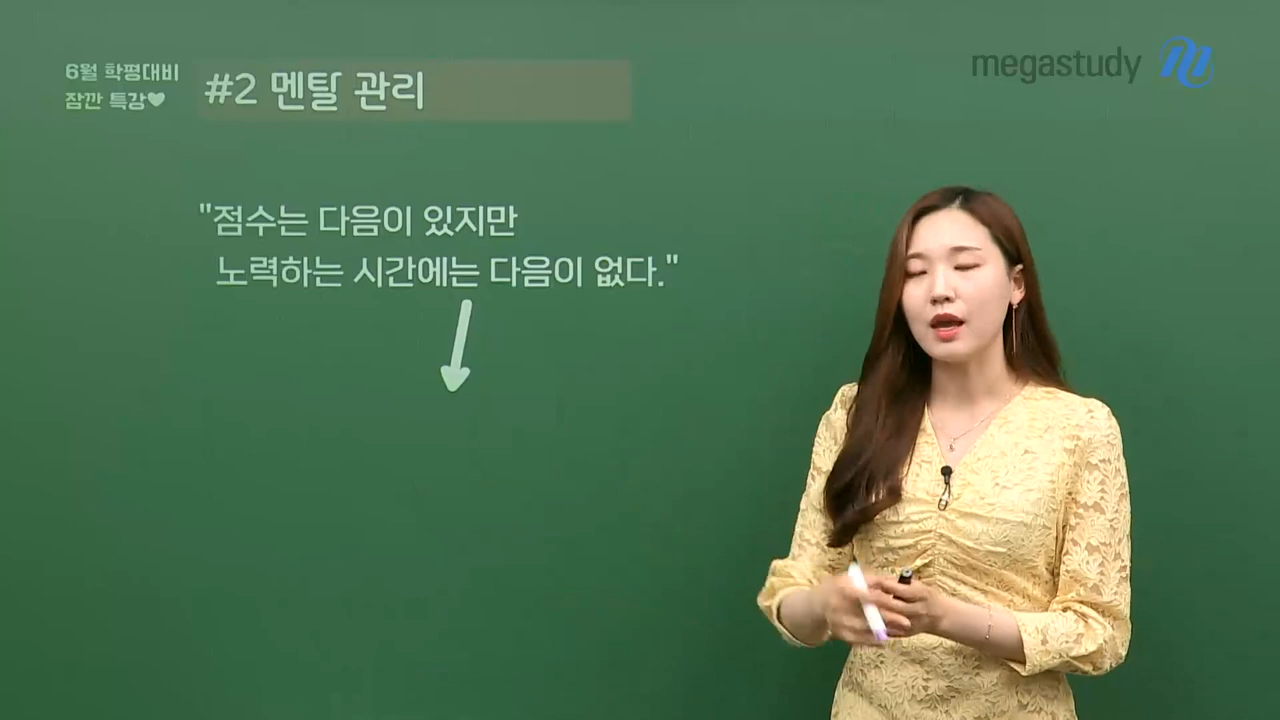 6월 학평대비
잠깐 특강♥
#2 멘탈 관리
megastudy
"점수는 다음이 있지만
노력하는 시간에는 다음이 없다."